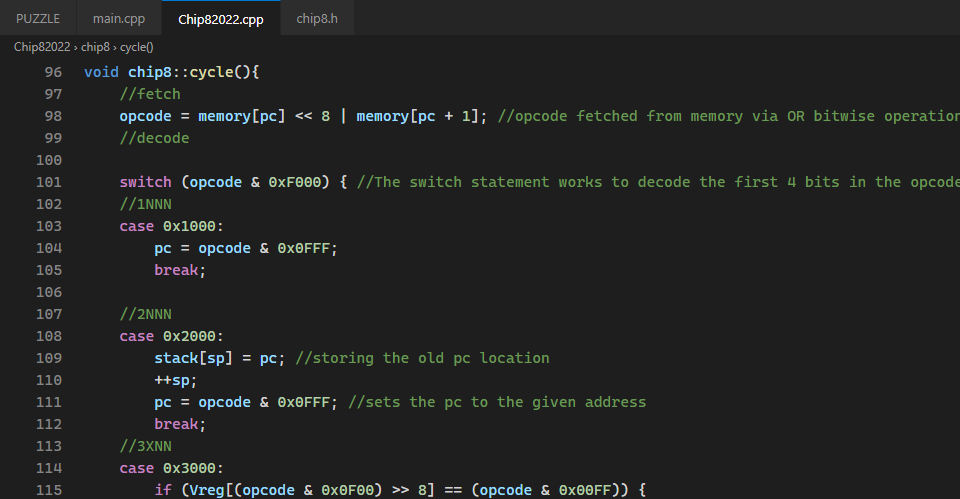 PUZZLE main.cpp Chip82022.cpp chip8.h
Chip82022 › chip8 › cycle()
96 void chip8::cycle(){
97 //fetch
98 opcode = memory[pc] << 8 | memory[pc + 1]; //opcode fetched from memory via OR bitwise operation
99 //decode
100
101 switch (opcode & 0xF000) { //The switch statement works to decode the first 4 bits in the opcode
102 //1NNN
103 case 0x1000:
104 pc = opcode & 0x0FFF;
105 break;
106
107 //2NNN
108 case 0x2000:
109 stack[sp] = pc; //storing the old pc location
110 ++sp;
111 pc = opcode & 0x0FFF; //sets the pc to the given address
112 break;
113 //3XNN
114 case 0x3000:
115 if (Vreg[(opcode & 0x0F00) >> 8] == (opcode & 0x00FF)) {